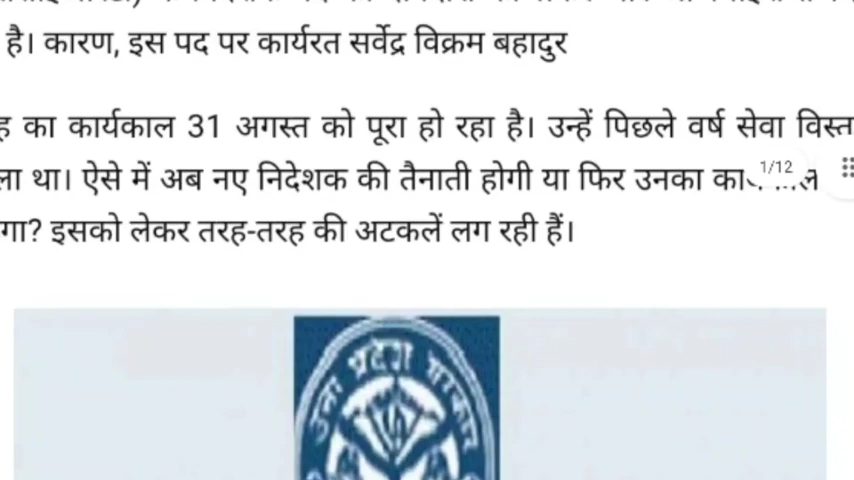 है। कारण, इस पद पर कार्यरत सर्वेंद्र विक्रम बहादुर
का कार्यकाल 31 अगस्त को पूरा हो रहा है। उन्हें पिछले वर्ष सेवा
था। ऐसे में अब नए निदेशक की तैनाती होगी या फिर उनका
1/12
इसको लेकर तरह-तरह की अटकलें लग रही हैं।
प्रदेश